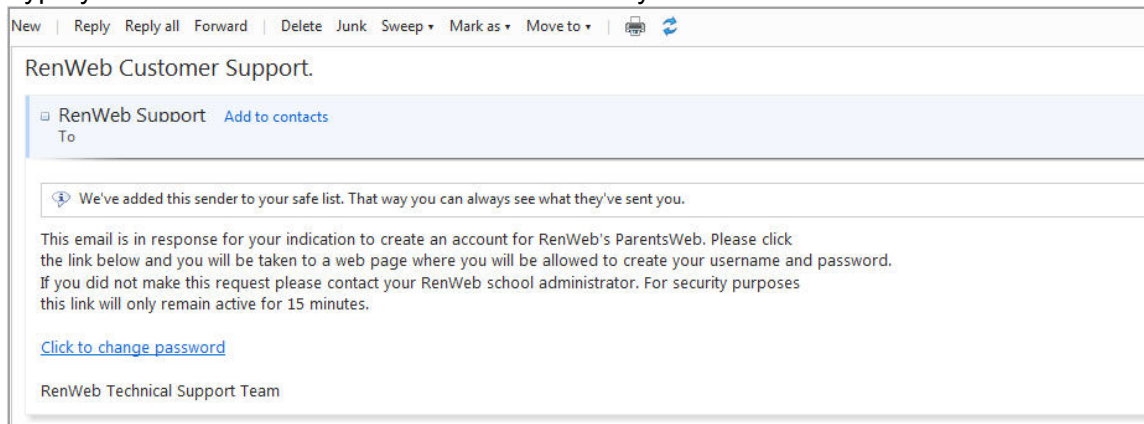 New | Reply Reply all Forward | Delete Junk Sweep ▾ Mark as ▾ Move to ▾ |
RenWeb Customer Support.
RenWeb Support Add to contacts
To
We've added this sender to your safe list. That way you can always see what they've sent you.
This email is in response for your indication to create an account for RenWeb's ParentsWeb. Please click
the link below and you will be taken to a web page where you will be allowed to create your username and password.
If you did not make this request please contact your RenWeb school administrator. For security purposes
this link will only remain active for 15 minutes.
Click to change password
RenWeb Technical Support Team